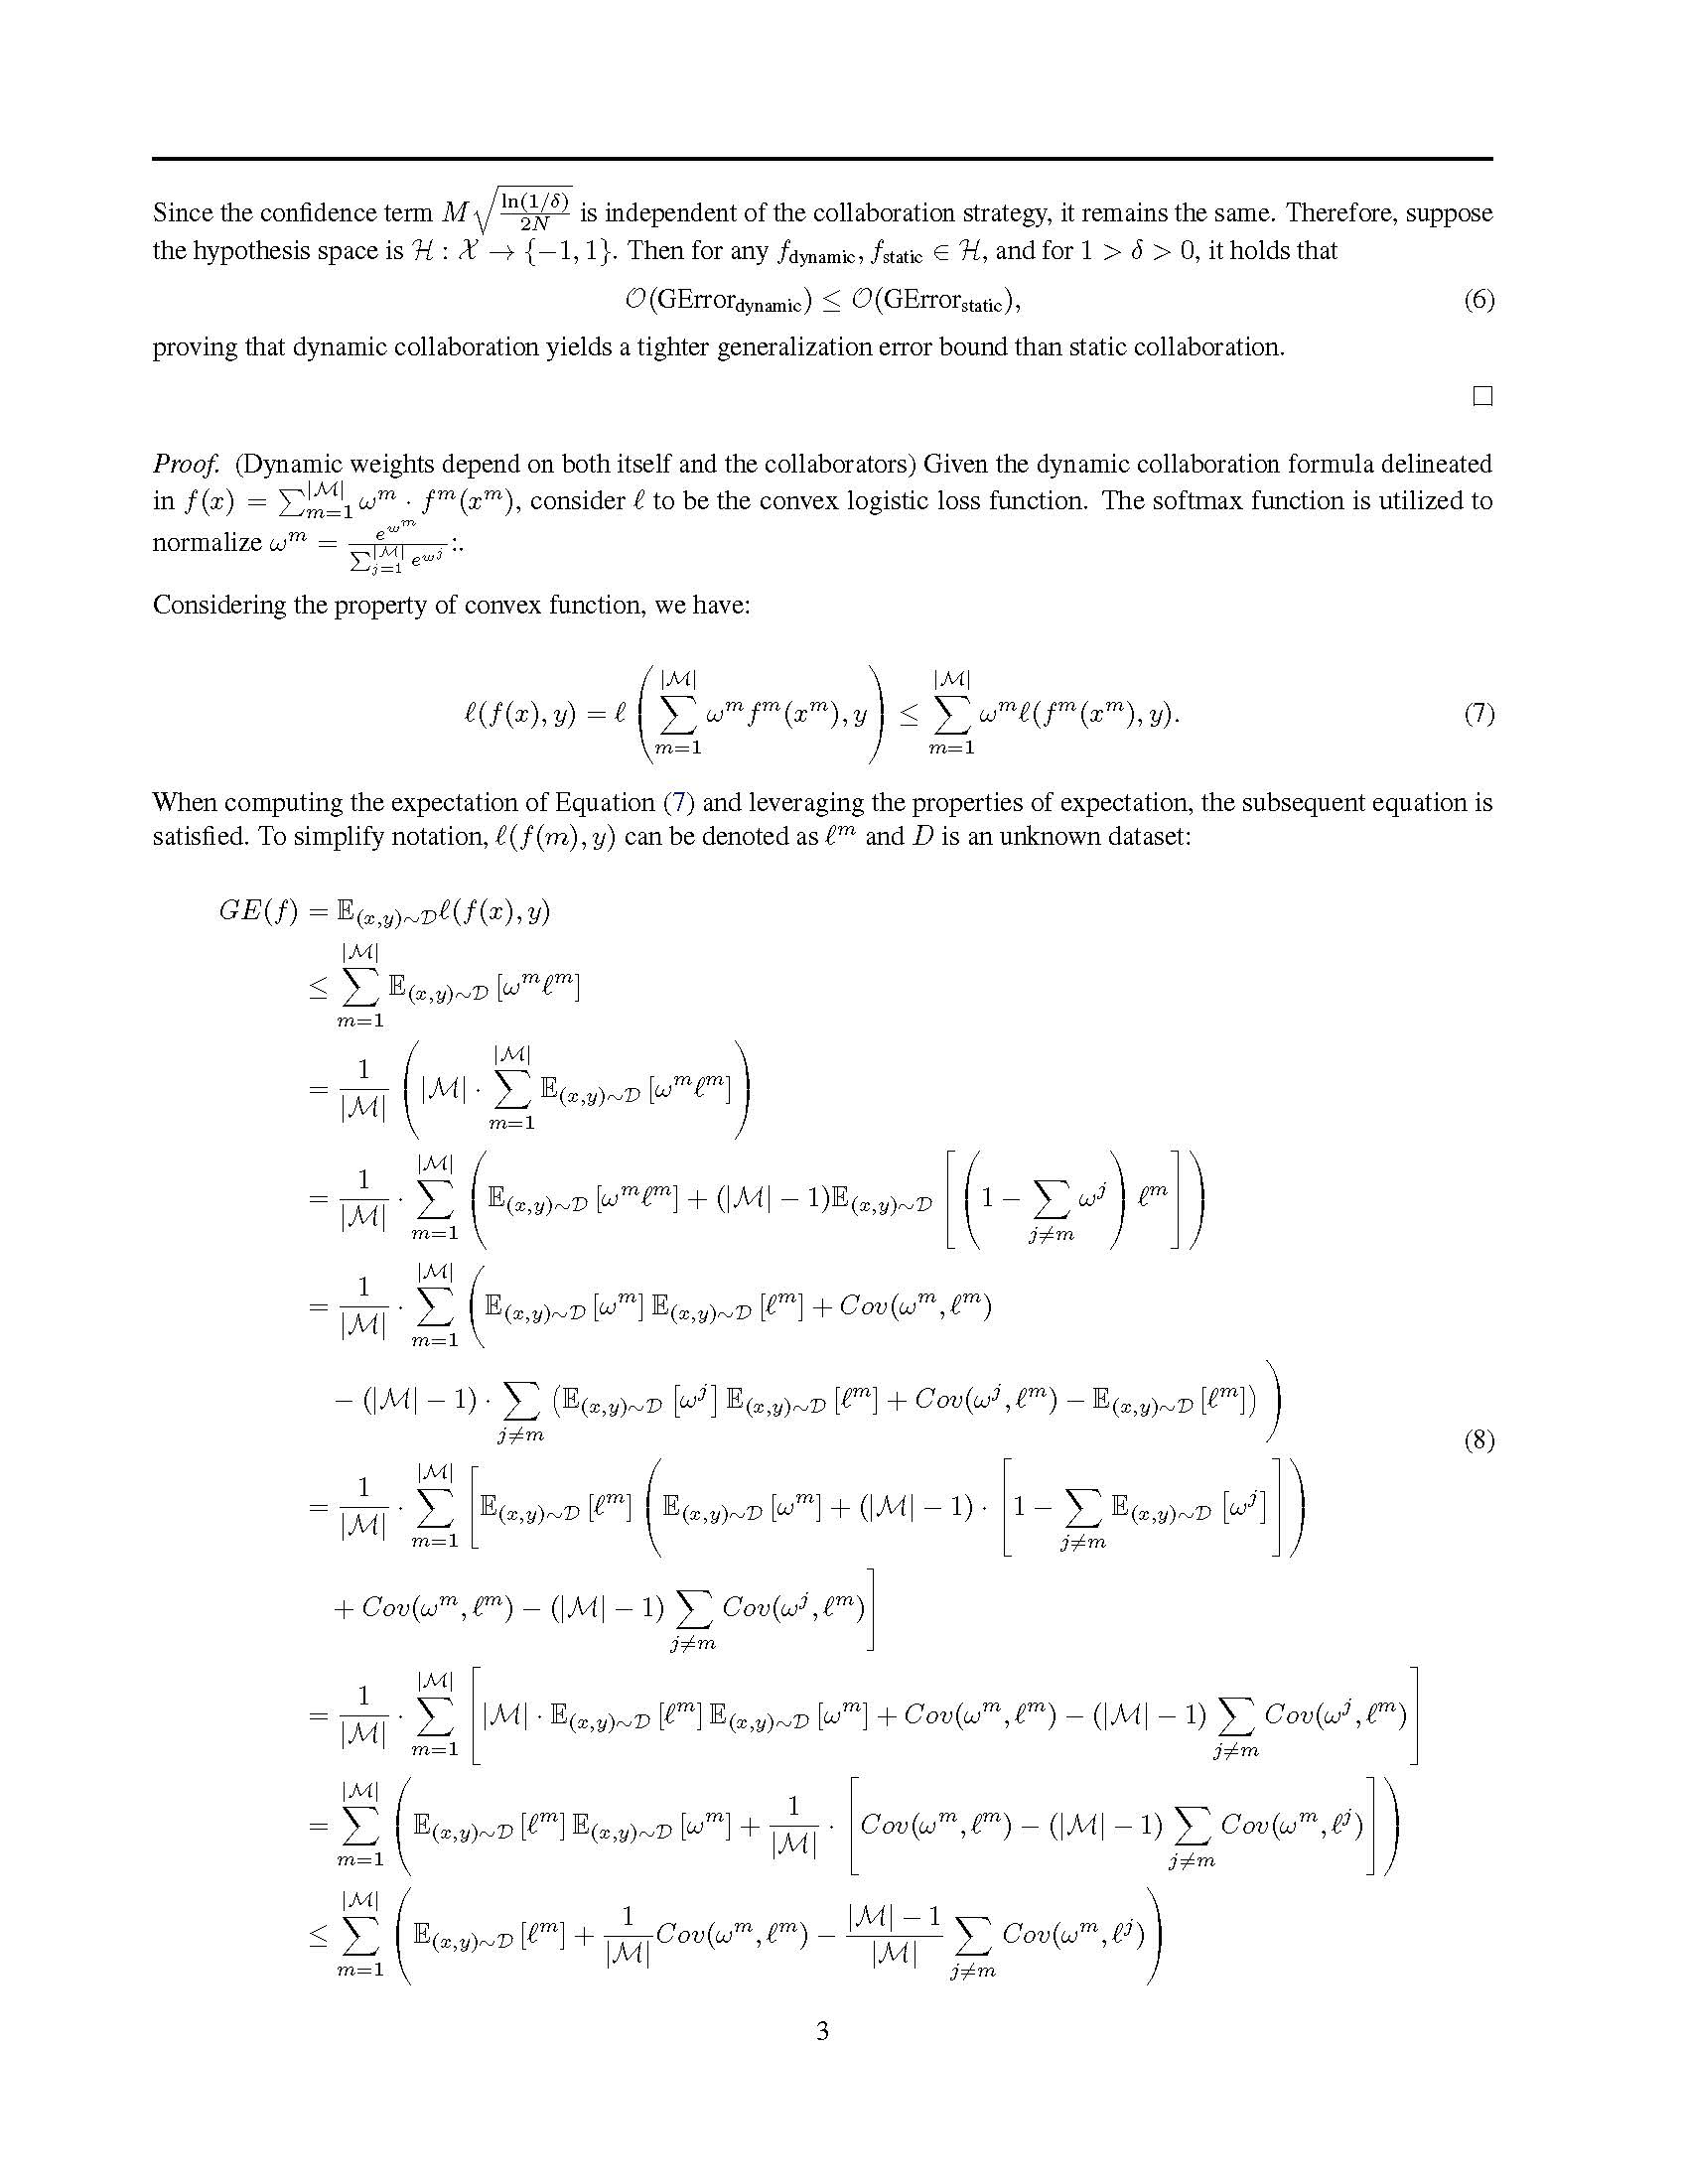 Since the confidence term $M\sqrt{\frac{\ln(1/\delta)}{2N}}$ is independent of the collaboration strategy, it remains the same. Therefore, suppose
the hypothesis space is $\mathcal{H} : \mathcal{X} \to \{-1, 1\}$. Then for any $f_{\text{dynamic}}, f_{\text{static}} \in \mathcal{H}$, and for $1 > \delta > 0$, it holds that
$\mathcal{O}(\text{GError}_{\text{dynamic}}) \leq \mathcal{O}(\text{GError}_{\text{static}}),$ (6)
proving that dynamic collaboration yields a tighter generalization error bound than static collaboration.
□
Proof. (Dynamic weights depend on both itself and the collaborators) Given the dynamic collaboration formula delineated
in $f(x) = \sum_{m=1}^{|\mathcal{M}|} \omega^m \cdot f^m(x^m)$, consider $\ell$ to be the convex logistic loss function. The softmax function is utilized to
normalize $\omega^m = \frac{e^{w^m}}{\sum_{j=1}^{|\mathcal{M}|} e^{w^j}}$:.
Considering the property of convex function, we have:
$\ell(f(x), y) = \ell\left(\sum_{m=1}^{|\mathcal{M}|} \omega^m f^m(x^m), y\right) \leq \sum_{m=1}^{|\mathcal{M}|} \omega^m \ell(f^m(x^m), y).$ (7)
When computing the expectation of Equation (7) and leveraging the properties of expectation, the subsequent equation is
satisfied. To simplify notation, $\ell(f(m), y)$ can be denoted as $\ell^m$ and $D$ is an unknown dataset:
$GE(f) = \mathbb{E}_{(x,y)\sim\mathcal{D}} \ell(f(x), y)$
$\leq \sum_{m=1}^{|\mathcal{M}|} \mathbb{E}_{(x,y)\sim\mathcal{D}} [\omega^m \ell^m]$
$= \frac{1}{|\mathcal{M}|} \left(|\mathcal{M}| \cdot \sum_{m=1}^{|\mathcal{M}|} \mathbb{E}_{(x,y)\sim\mathcal{D}} [\omega^m \ell^m]\right)$
$= \frac{1}{|\mathcal{M}|} \cdot \sum_{m=1}^{|\mathcal{M}|} \left(\mathbb{E}_{(x,y)\sim\mathcal{D}} [\omega^m \ell^m] + (|\mathcal{M}| - 1)\mathbb{E}_{(x,y)\sim\mathcal{D}} \left[\left(1 - \sum_{j\neq m} \omega^j\right) \ell^m\right]\right)$
$= \frac{1}{|\mathcal{M}|} \cdot \sum_{m=1}^{|\mathcal{M}|} \Bigg(\mathbb{E}_{(x,y)\sim\mathcal{D}} [\omega^m] \mathbb{E}_{(x,y)\sim\mathcal{D}} [\ell^m] + Cov(\omega^m, \ell^m)$
$- (|\mathcal{M}| - 1) \cdot \sum_{j\neq m} \left(\mathbb{E}_{(x,y)\sim\mathcal{D}} [\omega^j] \mathbb{E}_{(x,y)\sim\mathcal{D}} [\ell^m] + Cov(\omega^j, \ell^m) - \mathbb{E}_{(x,y)\sim\mathcal{D}} [\ell^m]\right)\Bigg)$
(8)
$= \frac{1}{|\mathcal{M}|} \cdot \sum_{m=1}^{|\mathcal{M}|} \Bigg[\mathbb{E}_{(x,y)\sim\mathcal{D}} [\ell^m] \left(\mathbb{E}_{(x,y)\sim\mathcal{D}} [\omega^m] + (|\mathcal{M}| - 1) \cdot \left[1 - \sum_{j\neq m} \mathbb{E}_{(x,y)\sim\mathcal{D}} [\omega^j]\right]\right)$
$+ Cov(\omega^m, \ell^m) - (|\mathcal{M}| - 1) \sum_{j\neq m} Cov(\omega^j, \ell^m)\Bigg]$
$= \frac{1}{|\mathcal{M}|} \cdot \sum_{m=1}^{|\mathcal{M}|} \left[|\mathcal{M}| \cdot \mathbb{E}_{(x,y)\sim\mathcal{D}} [\ell^m] \mathbb{E}_{(x,y)\sim\mathcal{D}} [\omega^m] + Cov(\omega^m, \ell^m) - (|\mathcal{M}| - 1) \sum_{j\neq m} Cov(\omega^j, \ell^m)\right]$
$= \sum_{m=1}^{|\mathcal{M}|} \left(\mathbb{E}_{(x,y)\sim\mathcal{D}} [\ell^m] \mathbb{E}_{(x,y)\sim\mathcal{D}} [\omega^m] + \frac{1}{|\mathcal{M}|} \cdot \left[Cov(\omega^m, \ell^m) - (|\mathcal{M}| - 1) \sum_{j\neq m} Cov(\omega^m, \ell^j)\right]\right)$
$\leq \sum_{m=1}^{|\mathcal{M}|} \left(\mathbb{E}_{(x,y)\sim\mathcal{D}} [\ell^m] + \frac{1}{|\mathcal{M}|} Cov(\omega^m, \ell^m) - \frac{|\mathcal{M}| - 1}{|\mathcal{M}|} \sum_{j\neq m} Cov(\omega^m, \ell^j)\right)$
3